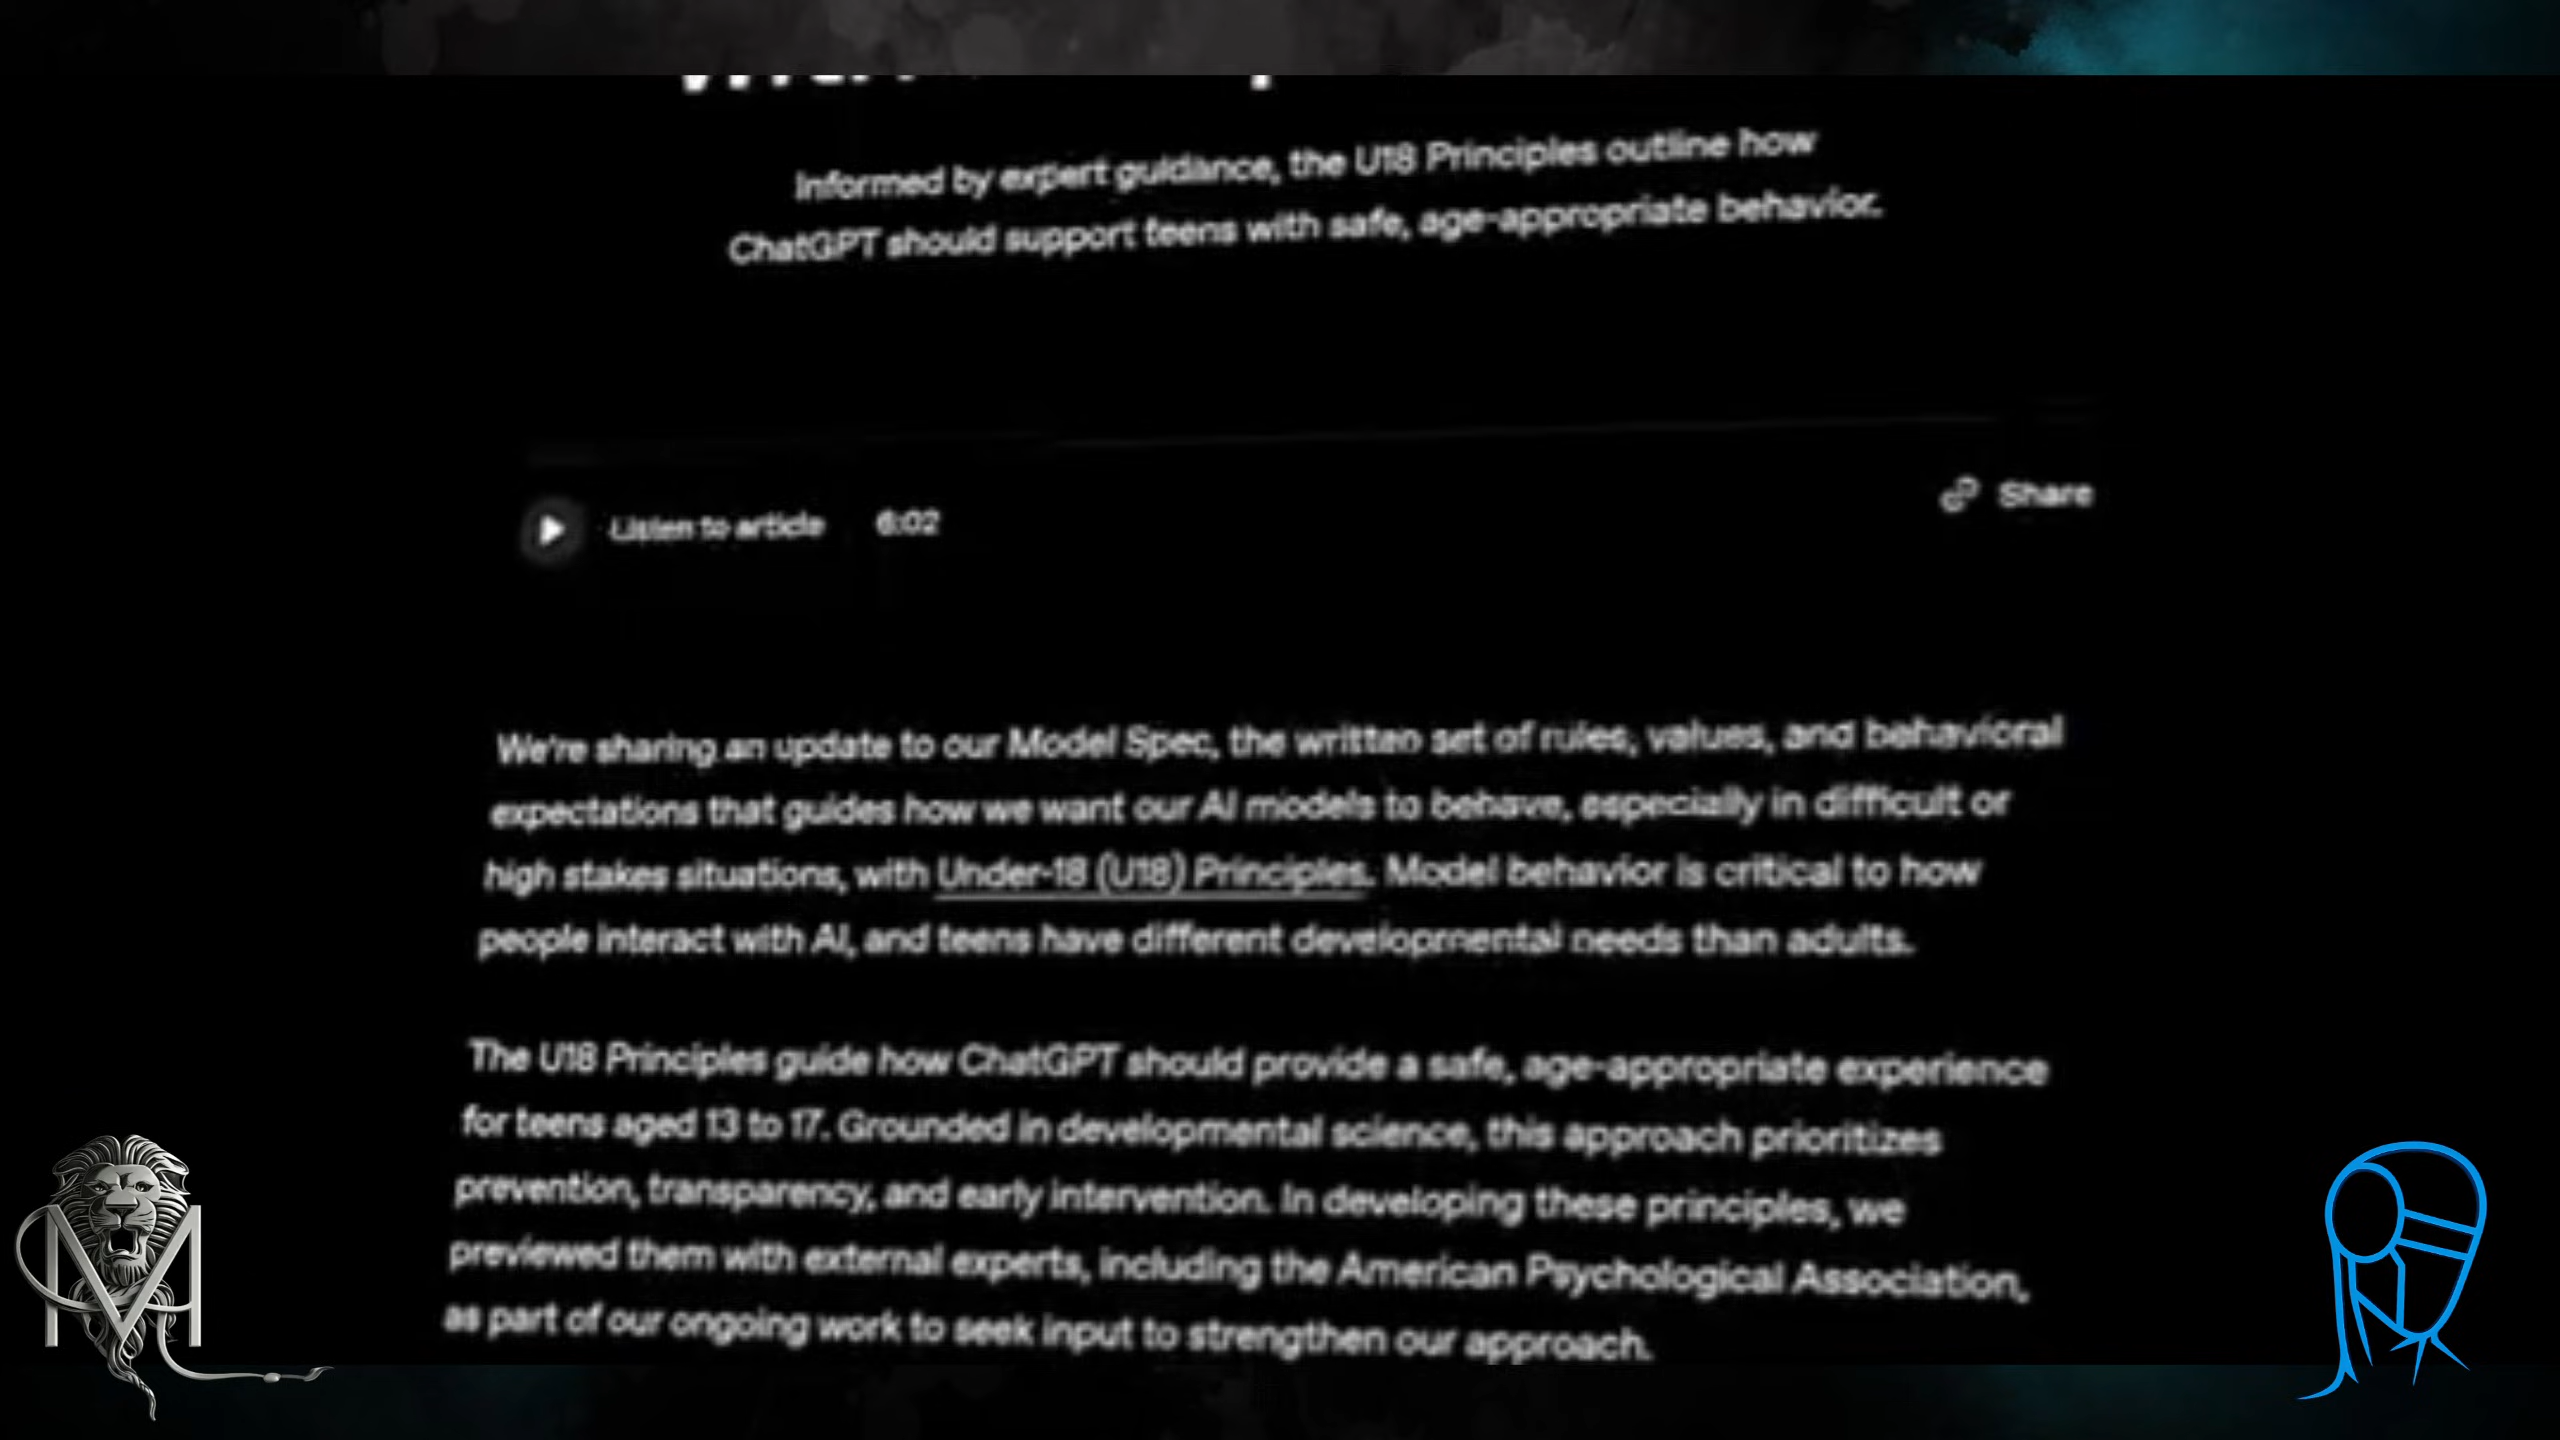 Informed by expert guidance, the U18 Principles outline how
ChatGPT should support teens with safe, age-appropriate behavior.
Listen to article 6:02
Share
We're sharing an update to our Model Spec, the written set of rules, values, and behavioral
expectations that guides how we want our AI models to behave, especially in difficult or
high stakes situations, with Under-18 (U18) Principles. Model behavior is critical to how
people interact with AI, and teens have different developmental needs than adults.
The U18 Principles guide how ChatGPT should provide a safe, age-appropriate experience
for teens aged 13 to 17. Grounded in developmental science, this approach prioritizes
prevention, transparency, and early intervention. In developing these principles, we
previewed them with external experts, including the American Psychological Association,
as part of our ongoing work to seek input to strengthen our approach.
M